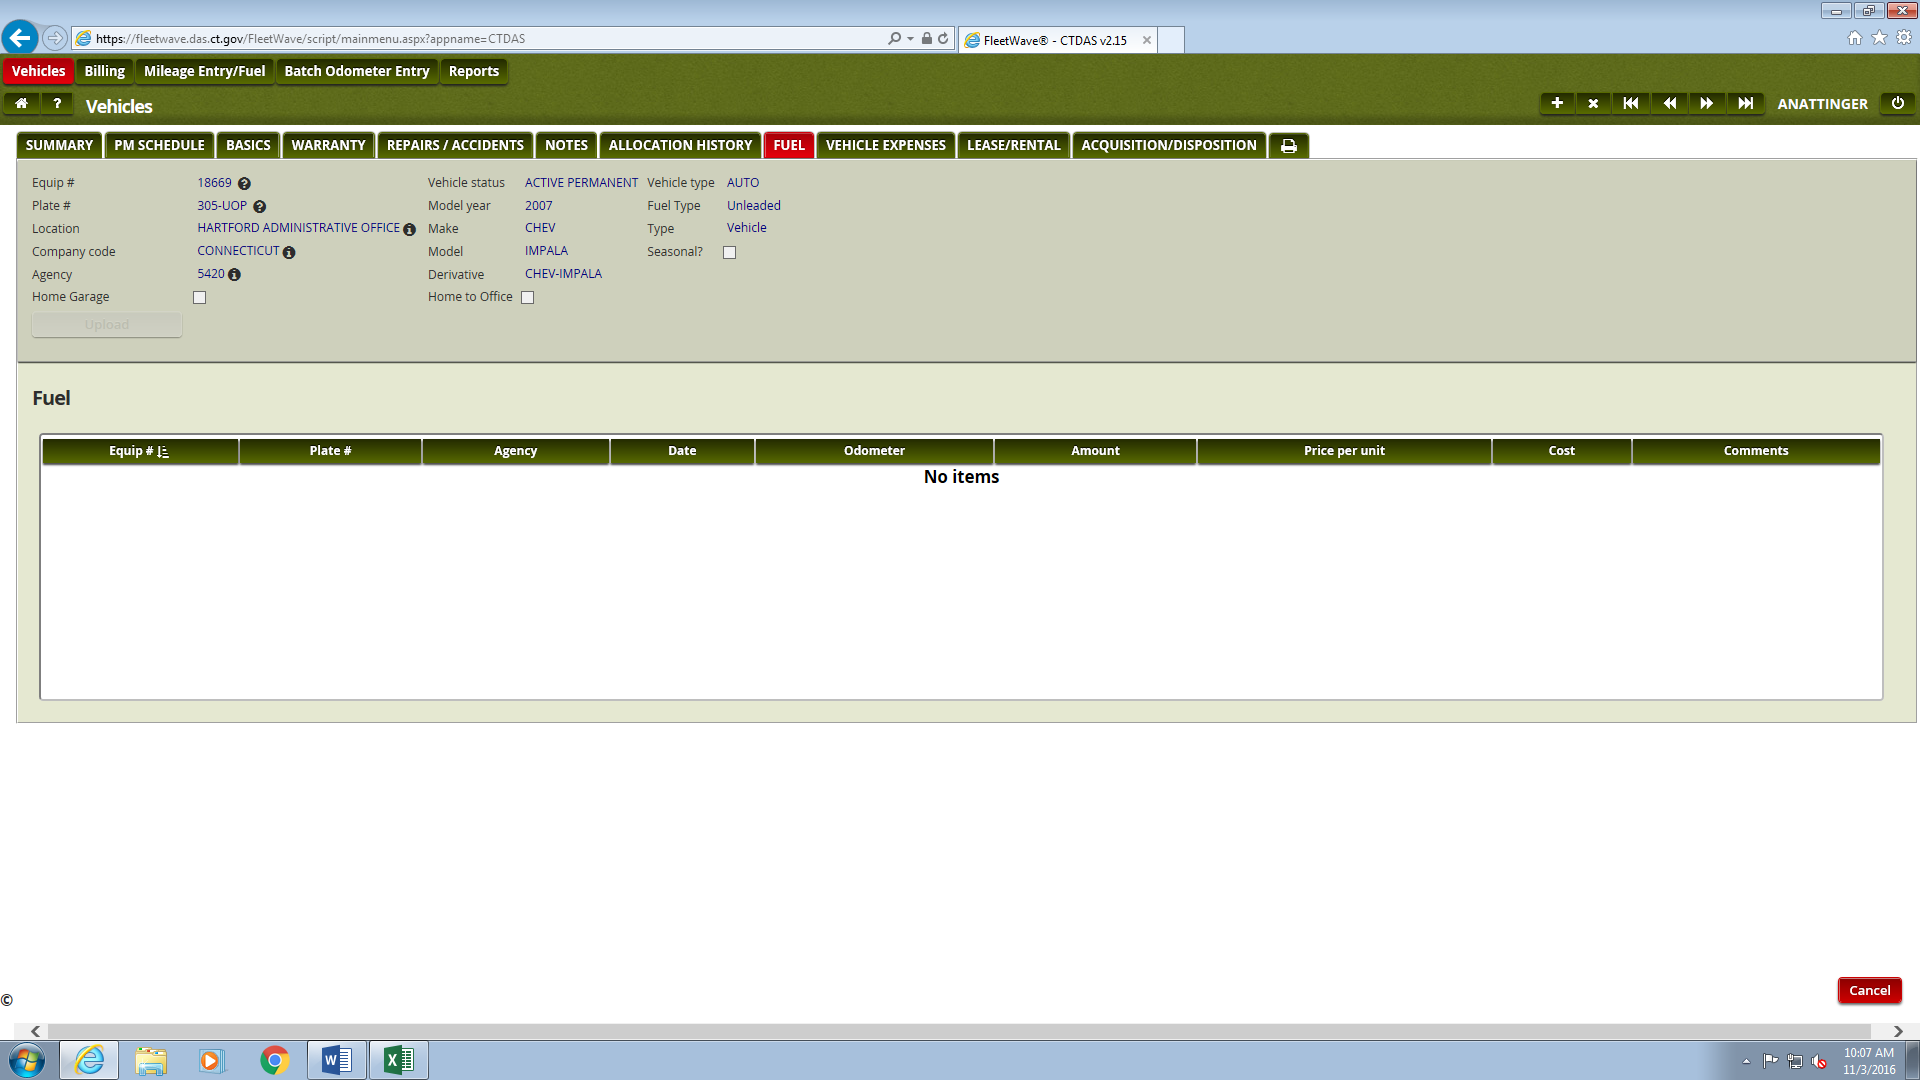 https://fleetwave.das.ct.gov/FleetWave/script/mainmenu.aspx?appname=CTDAS
FleetWave® - CTDAS v2.15
Vehicles Billing Mileage Entry/Fuel Batch Odometer Entry Reports
? Vehicles ANATTINGER
SUMMARY PM SCHEDULE BASICS WARRANTY REPAIRS / ACCIDENTS NOTES ALLOCATION HISTORY FUEL VEHICLE EXPENSES LEASE/RENTAL ACQUISITION/DISPOSITION
Equip # 18669 Vehicle status ACTIVE PERMANENT Vehicle type AUTO
Plate # 305-UOP Model year 2007 Fuel Type Unleaded
Location HARTFORD ADMINISTRATIVE OFFICE Make CHEV Type Vehicle
Company code CONNECTICUT Model IMPALA Seasonal?
Agency 5420 Derivative CHEV-IMPALA
Home Garage Home to Office
Upload
Fuel
Equip # Plate # Agency Date Odometer Amount Price per unit Cost Comments
No items
Cancel
©
10:07 AM
11/3/2016